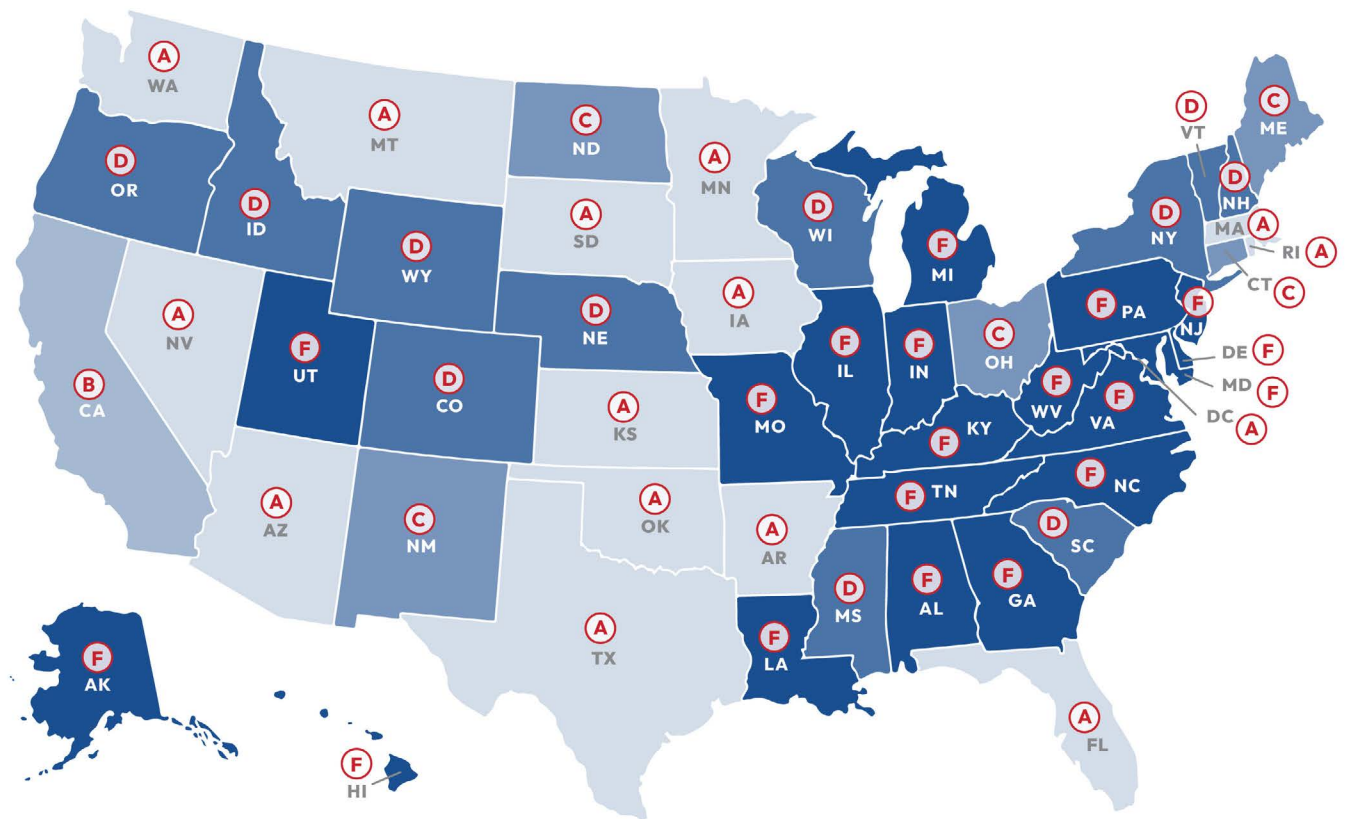 A
WA
A
MT
C
ND
A
MN
D
OR
D
ID
D
WY
A
SD
D
WI
F
MI
D
VT
C
ME
D
NH
D
NY
MA A
RI A
CT C
B
CA
A
NV
F
UT
D
CO
D
NE
A
IA
F
IL
F
IN
C
OH
F PA
F
NJ
DE F
MD F
DC A
A
KS
F
MO
F
WV
F
VA
KY
F
F TN
F NC
A
AZ
C
NM
A
OK
A
AR
D
SC
D
MS
F
AL
F
GA
A
TX
F
LA
A
FL
F
AK
F
HI